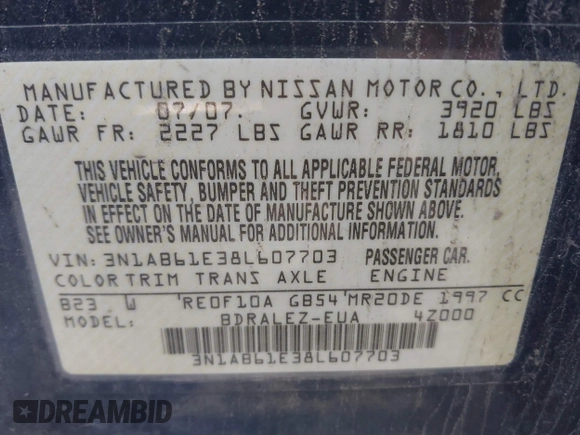 MANUFACTURED BY NISSAN MOTOR CO., LTD.
DATE: 07/07. GVWR: 3920 LBS
GAWR FR: 2227 LBS GAWR RR: 1810 LBS
THIS VEHICLE CONFORMS TO ALL APPLICABLE FEDERAL MOTOR,
VEHICLE SAFETY, BUMPER AND THEFT PREVENTION STANDARDS
IN EFFECT ON THE DATE OF MANUFACTURE SHOWN ABOVE.
SEE OWNER'S MANUAL FOR ADDITIONAL INFORMATION.
VIN: 3N1AB61E38L607703 PASSENGER CAR.
COLOR TRIM TRANS AXLE ENGINE
B23 W 'RE0F10A GB54'MR20DE 1997 CC
MODEL: BDRALEZ-EUA 4Z000
3N1AB61E38L607703
DREAMBID